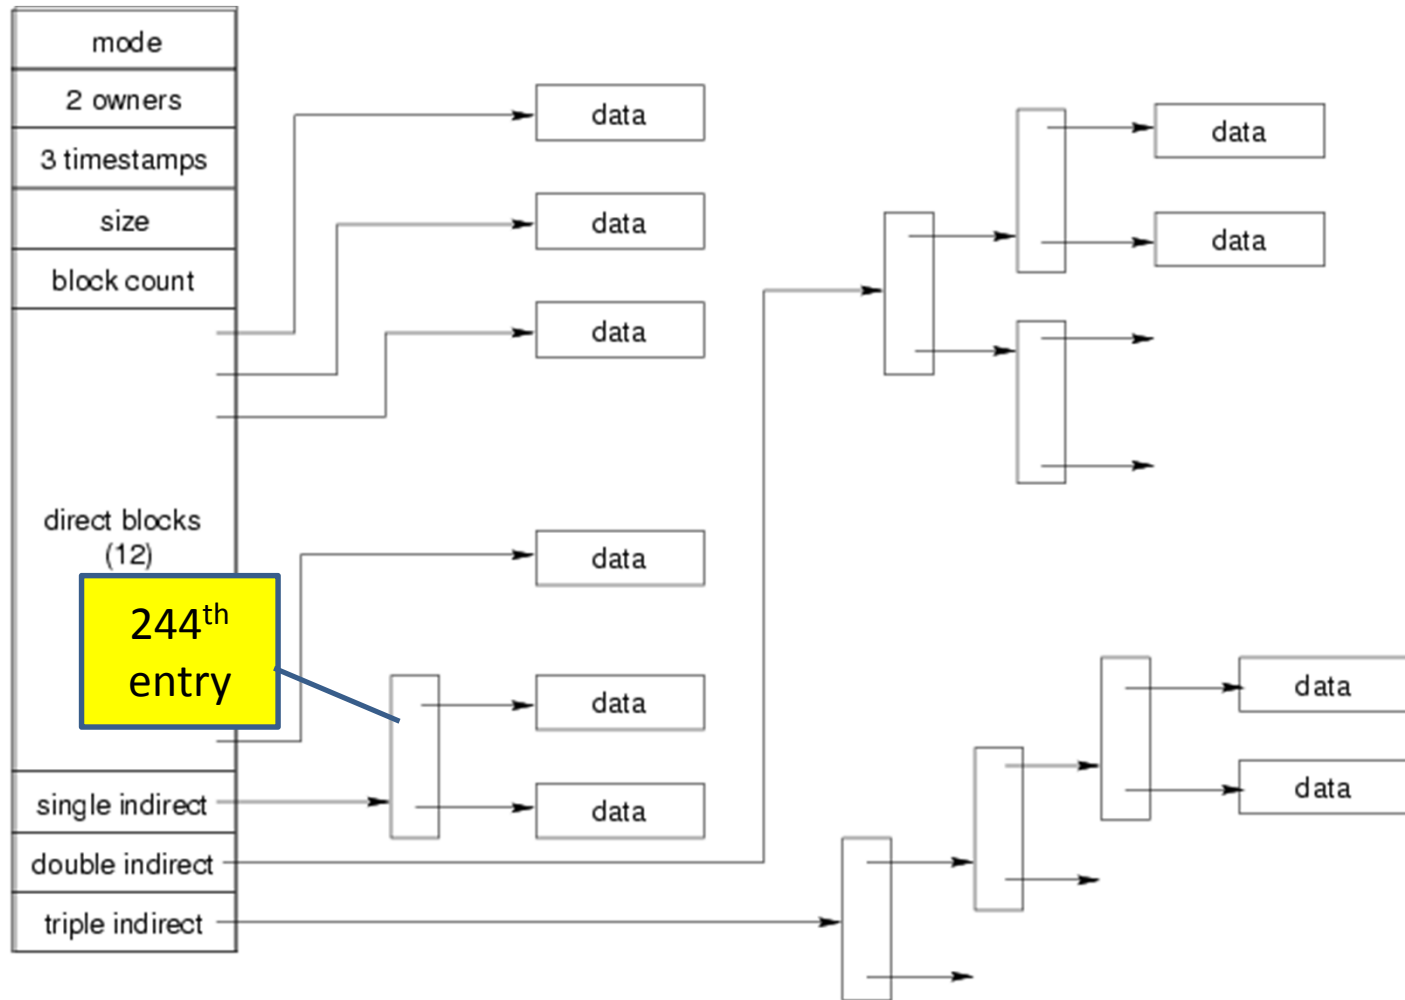 mode
2 owners
3 timestamps
size
block count
direct blocks
(12)
244th
entry
single indirect
double indirect
triple indirect
data
data
data
data
data
data
data
data
data
data